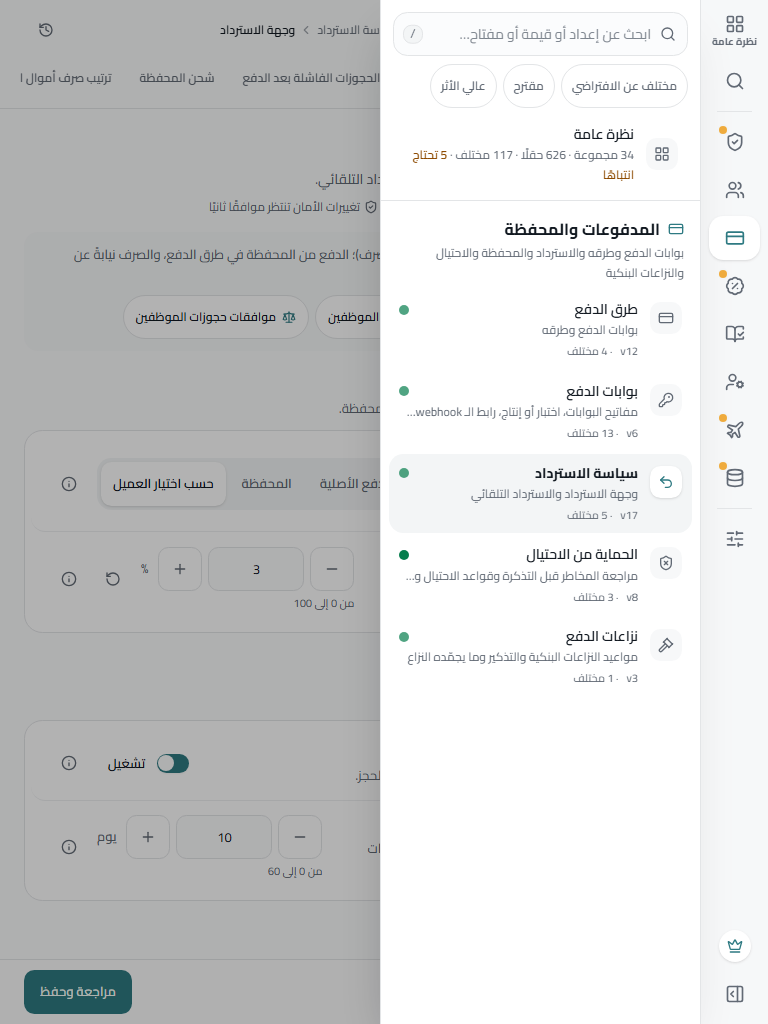 نظرة عامة
ابحث عن إعداد أو قيمة أو مفتاح...
/
مختلف عن الافتراضي
مقترح
عالي الأثر
نظرة عامة
34 مجموعة · 626 حقلًا · 117 مختلف · 5 تحتاج
انتباهًا
المدفوعات والمحفظة
بوابات الدفع وطرقه والاسترداد والمحفظة والاحتيال
والنزاعات البنكية
طرق الدفع
بوابات الدفع وطرقه
v12 · 4 مختلف
بوابات الدفع
مفاتيح البوابات، اختبار أو إنتاج، رابط الـ webhook...
v6 · 13 مختلف
سياسة الاسترداد
وجهة الاسترداد والاسترداد التلقائي
v17 · 5 مختلف
الحماية من الاحتيال
مراجعة المخاطر قبل التذكرة وقواعد الاحتيال و...
v8 · 3 مختلف
نزاعات الدفع
مواعيد النزاعات البنكية والتذكير وما يجمّده النزاع
v3 · 1 مختلف
الاسترداد
وجهة الاسترداد
الحجوزات الفاشلة بعد الدفع
شحن المحفظة
ترتيب صرف أموال ا
التلقائي.
تغييرات الأمان تنتظر موافقًا ثانيًا
الدفع من المحفظة في طرق الدفع، والصرف نيابةً عن
الموظفين
موافقات حجوزات الموظفين
الأصلية
المحفظة
حسب اختيار العميل
3
%
من 0 إلى 100
تشغيل
10
يوم
من 0 إلى 60
مراجعة وحفظ